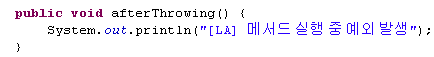 public void afterThrowing() {
    System.out.println("[LA] 메서드 실행 중 예외 발생");
}